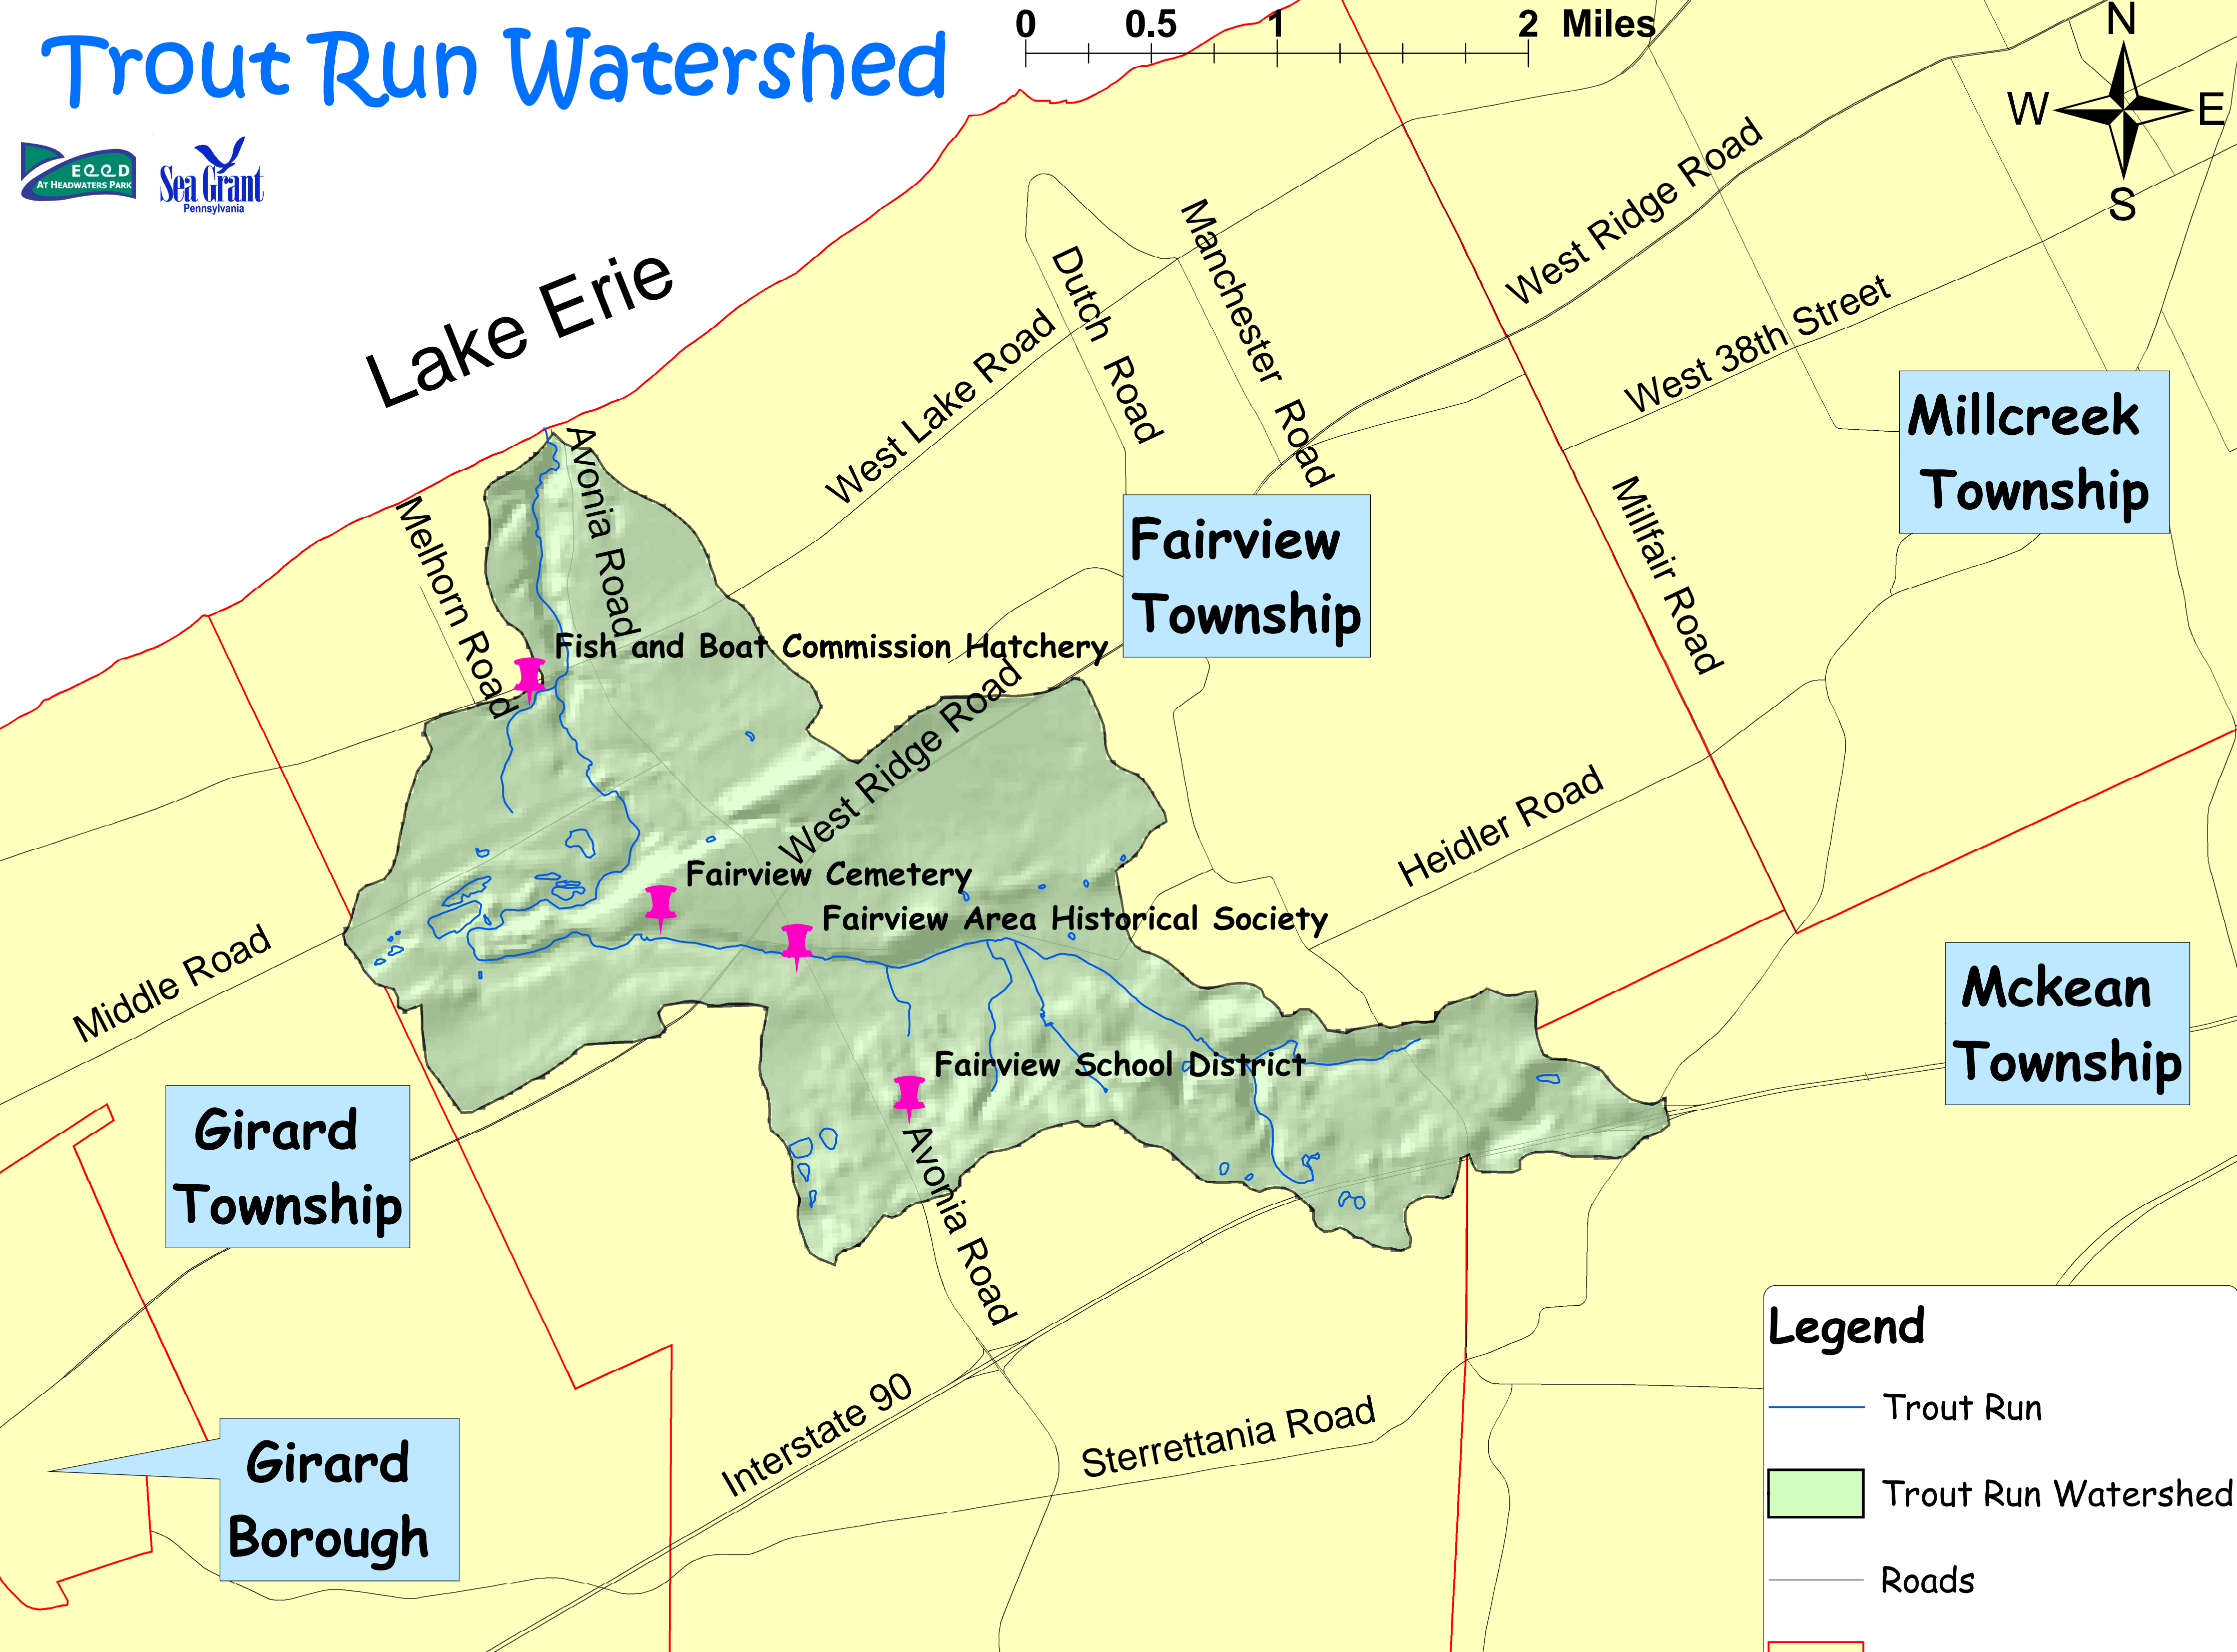 Trout Run Watershed
0 0.5 1 2 Miles
N
W E
S
AT HEADWATERS PARK
Sea Grant
Pennsylvania
Lake Erie
West Ridge Road
Manchester Road
Dutch Road
West 38th Street
West Lake Road
Millcreek
Township
Avonia Road
Melhorn Road
Fairview
Township
Millfair Road
Fish and Boat Commission Hatchery
West Ridge Road
Heidler Road
Fairview Cemetery
Fairview Area Historical Society
Middle Road
Mckean
Township
Fairview School District
Girard
Township
Avonia Road
Interstate 90
Sterrettania Road
Girard
Borough
Legend
Trout Run
Trout Run Watershed
Roads